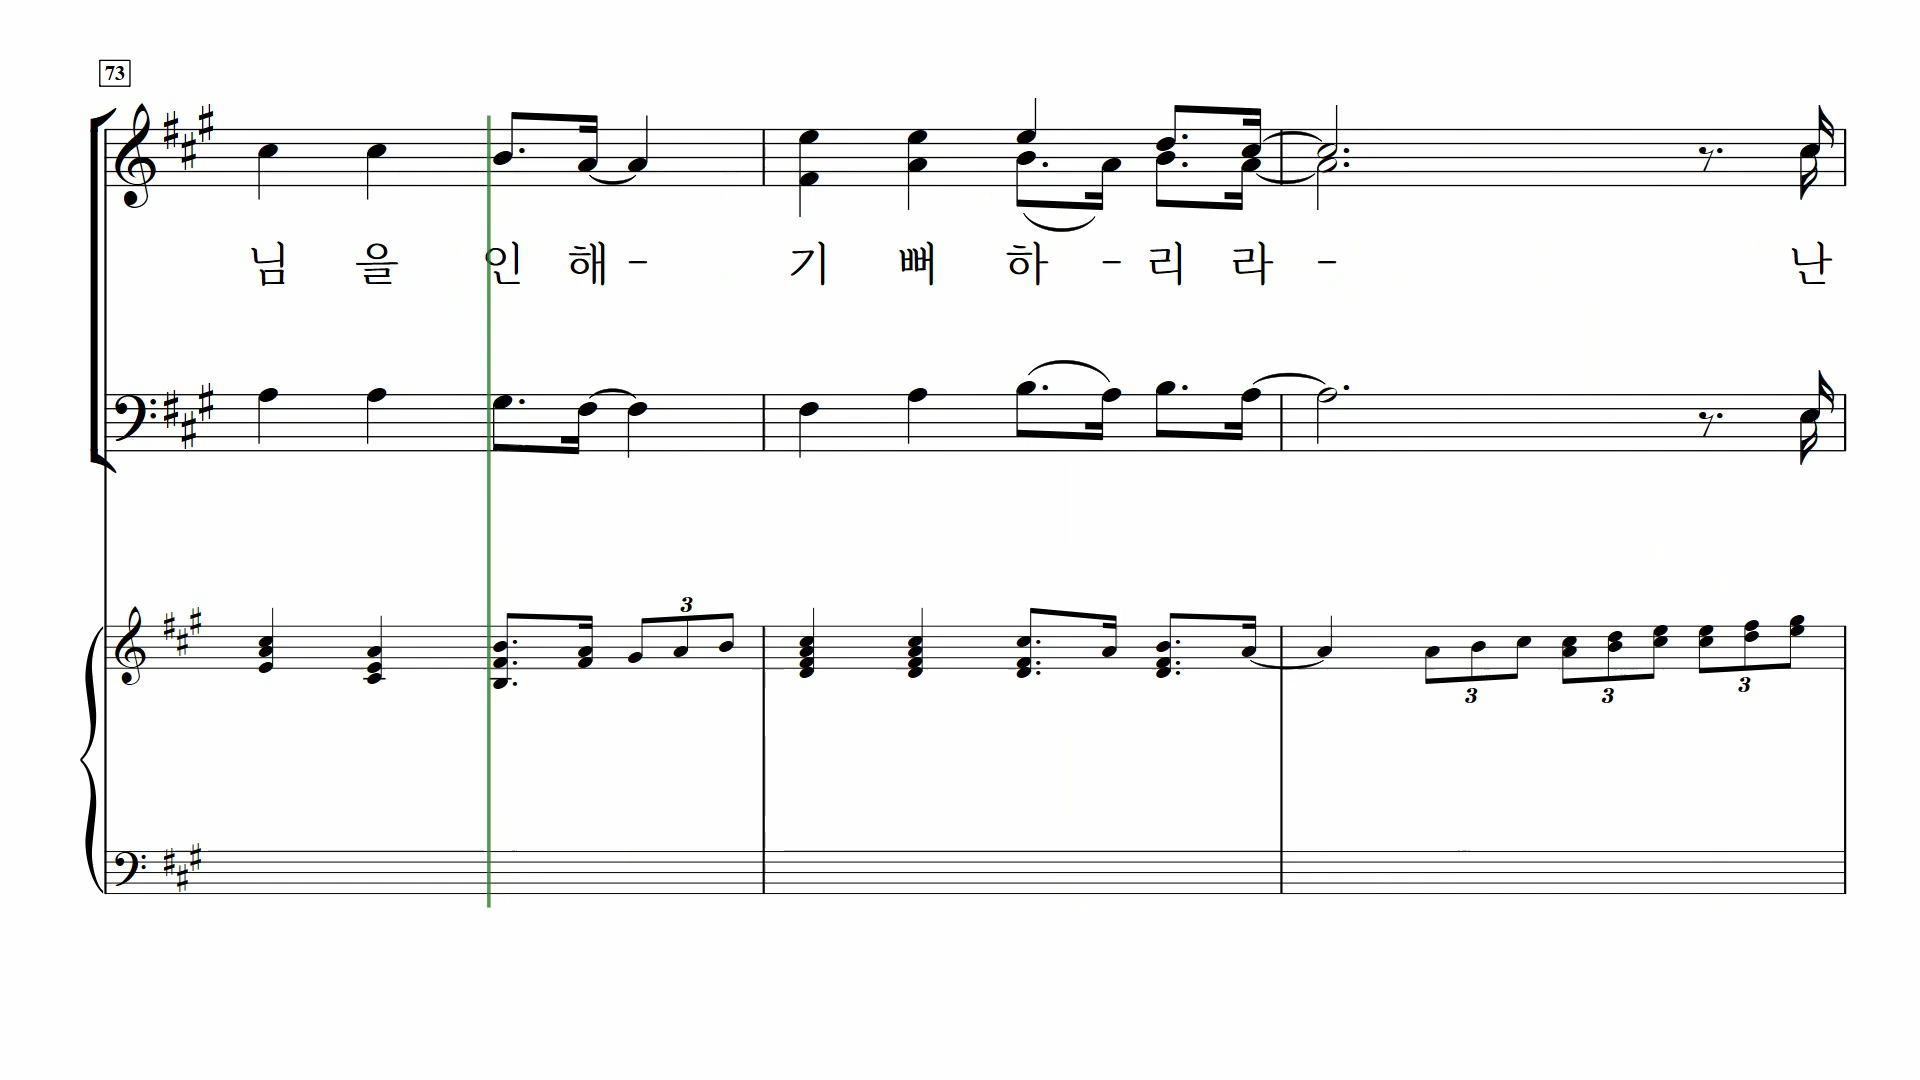 73
님 을 인 해 - 기 뻐 하 - 리 라 - 난
3
3 3 3